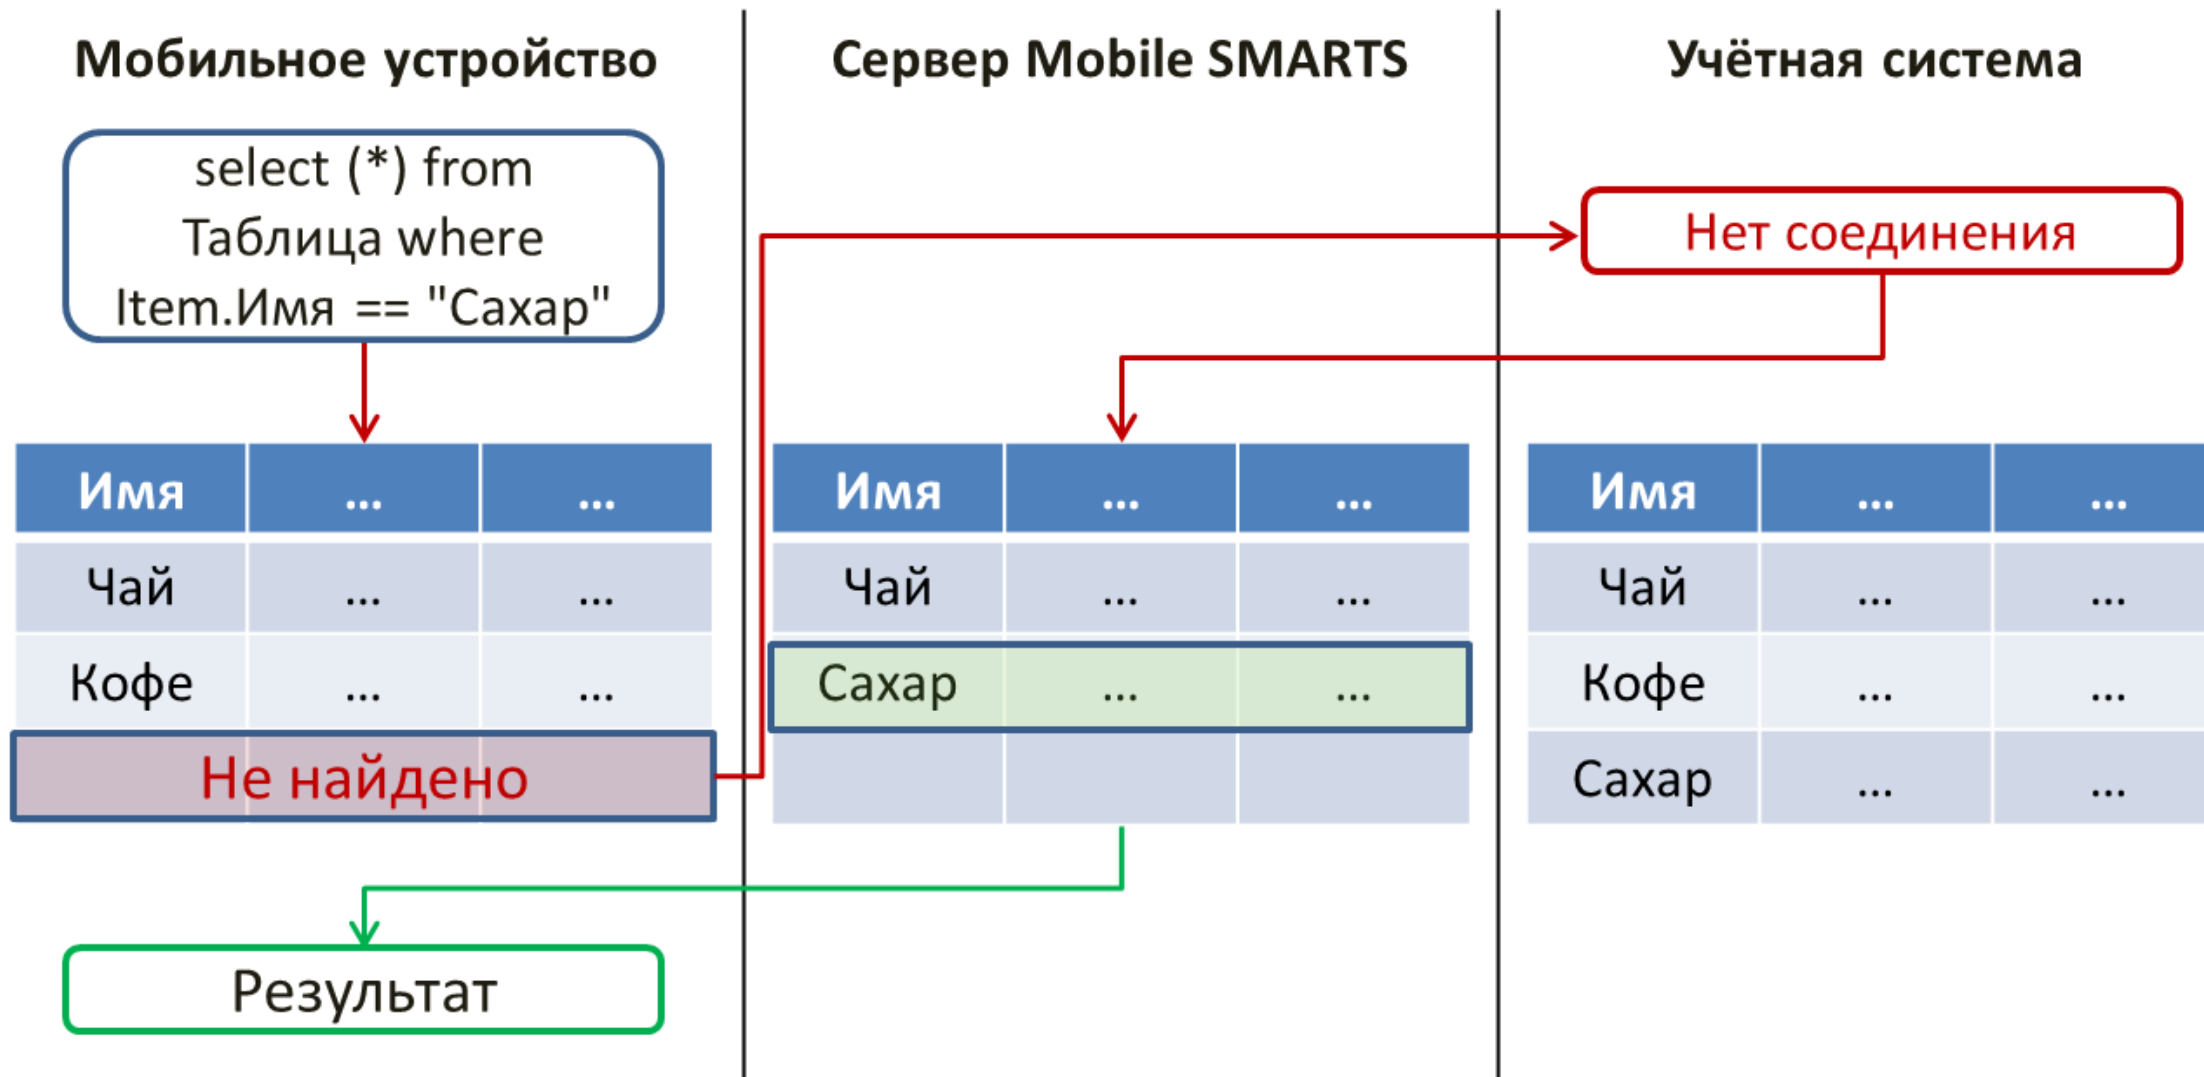 Мобильное устройство
Сервер Mobile SMARTS
Учётная система
select (*) from
Таблица where
Item.Имя == "Сахар"
Нет соединения
Имя ... ...
Чай ... ...
Кофе ... ...
Не найдено
Имя ... ...
Чай ... ...
Сахар ... ...
Имя ... ...
Чай ... ...
Кофе ... ...
Сахар ... ...
Результат